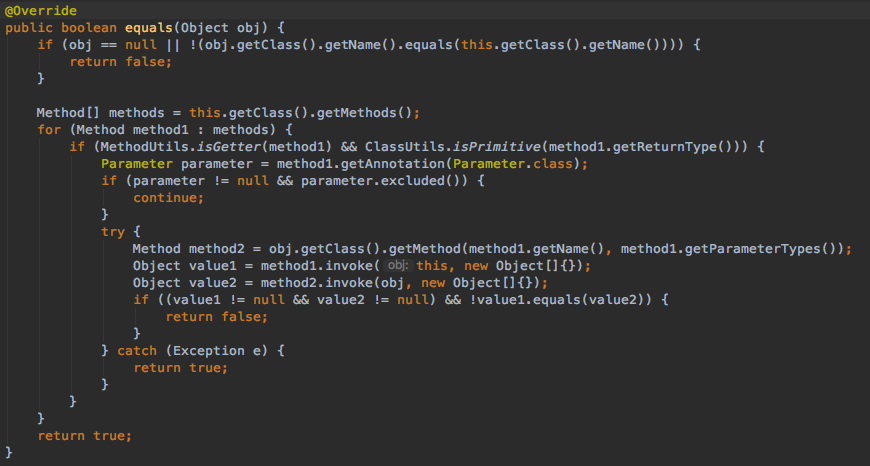 @Override
public boolean equals(Object obj) {
    if (obj == null || !(obj.getClass().getName().equals(this.getClass().getName()))) {
        return false;
    }

    Method[] methods = this.getClass().getMethods();
    for (Method method1 : methods) {
        if (MethodUtils.isGetter(method1) && ClassUtils.isPrimitive(method1.getReturnType())) {
            Parameter parameter = method1.getAnnotation(Parameter.class);
            if (parameter != null && parameter.excluded()) {
                continue;
            }
            try {
                Method method2 = obj.getClass().getMethod(method1.getName(), method1.getParameterTypes());
                Object value1 = method1.invoke( obj: this, new Object[]{});
                Object value2 = method2.invoke(obj, new Object[]{});
                if ((value1 != null && value2 != null) && !value1.equals(value2)) {
                    return false;
                }
            } catch (Exception e) {
                return true;
            }
        }
    }
    return true;
}